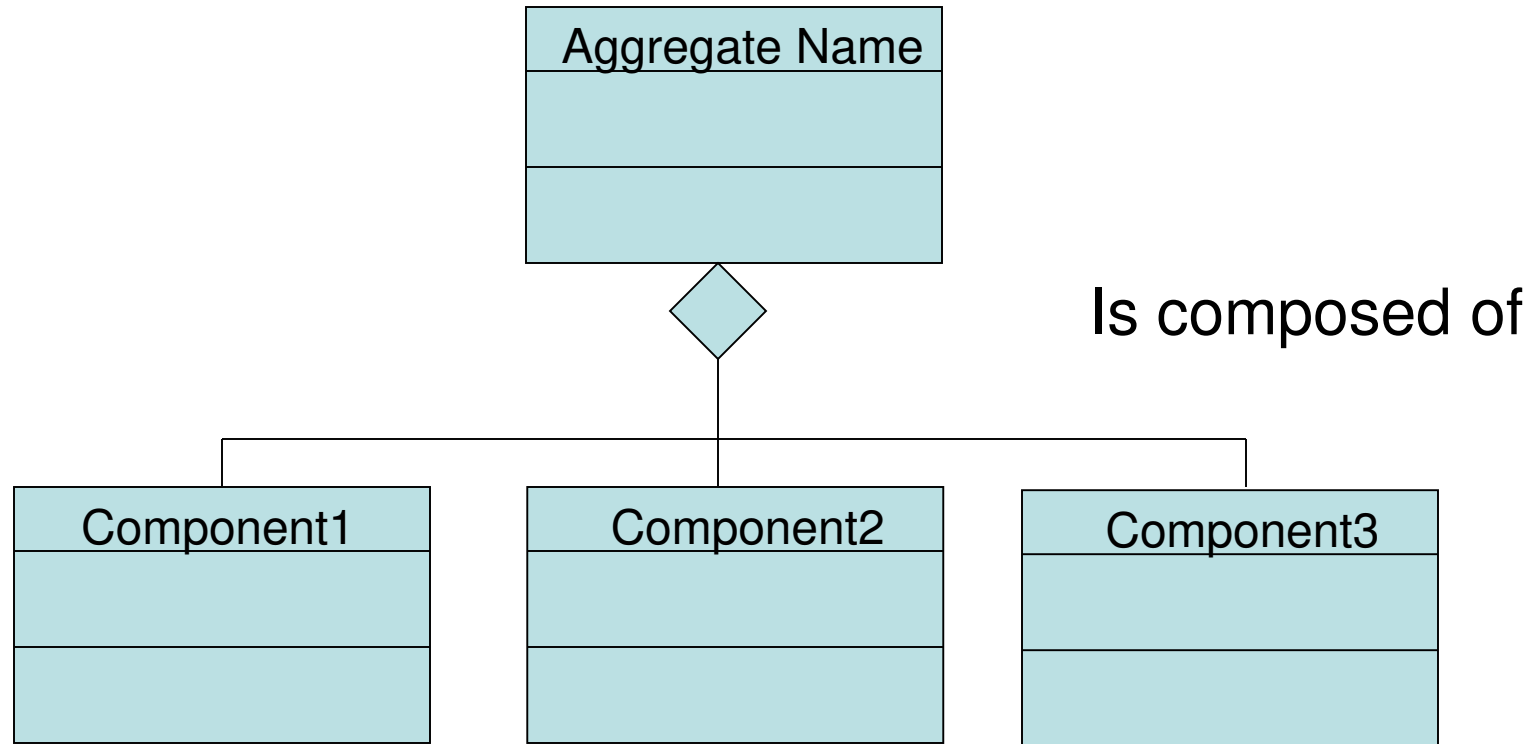 Aggregate Name
Is composed of
Component1
Component2
Component3